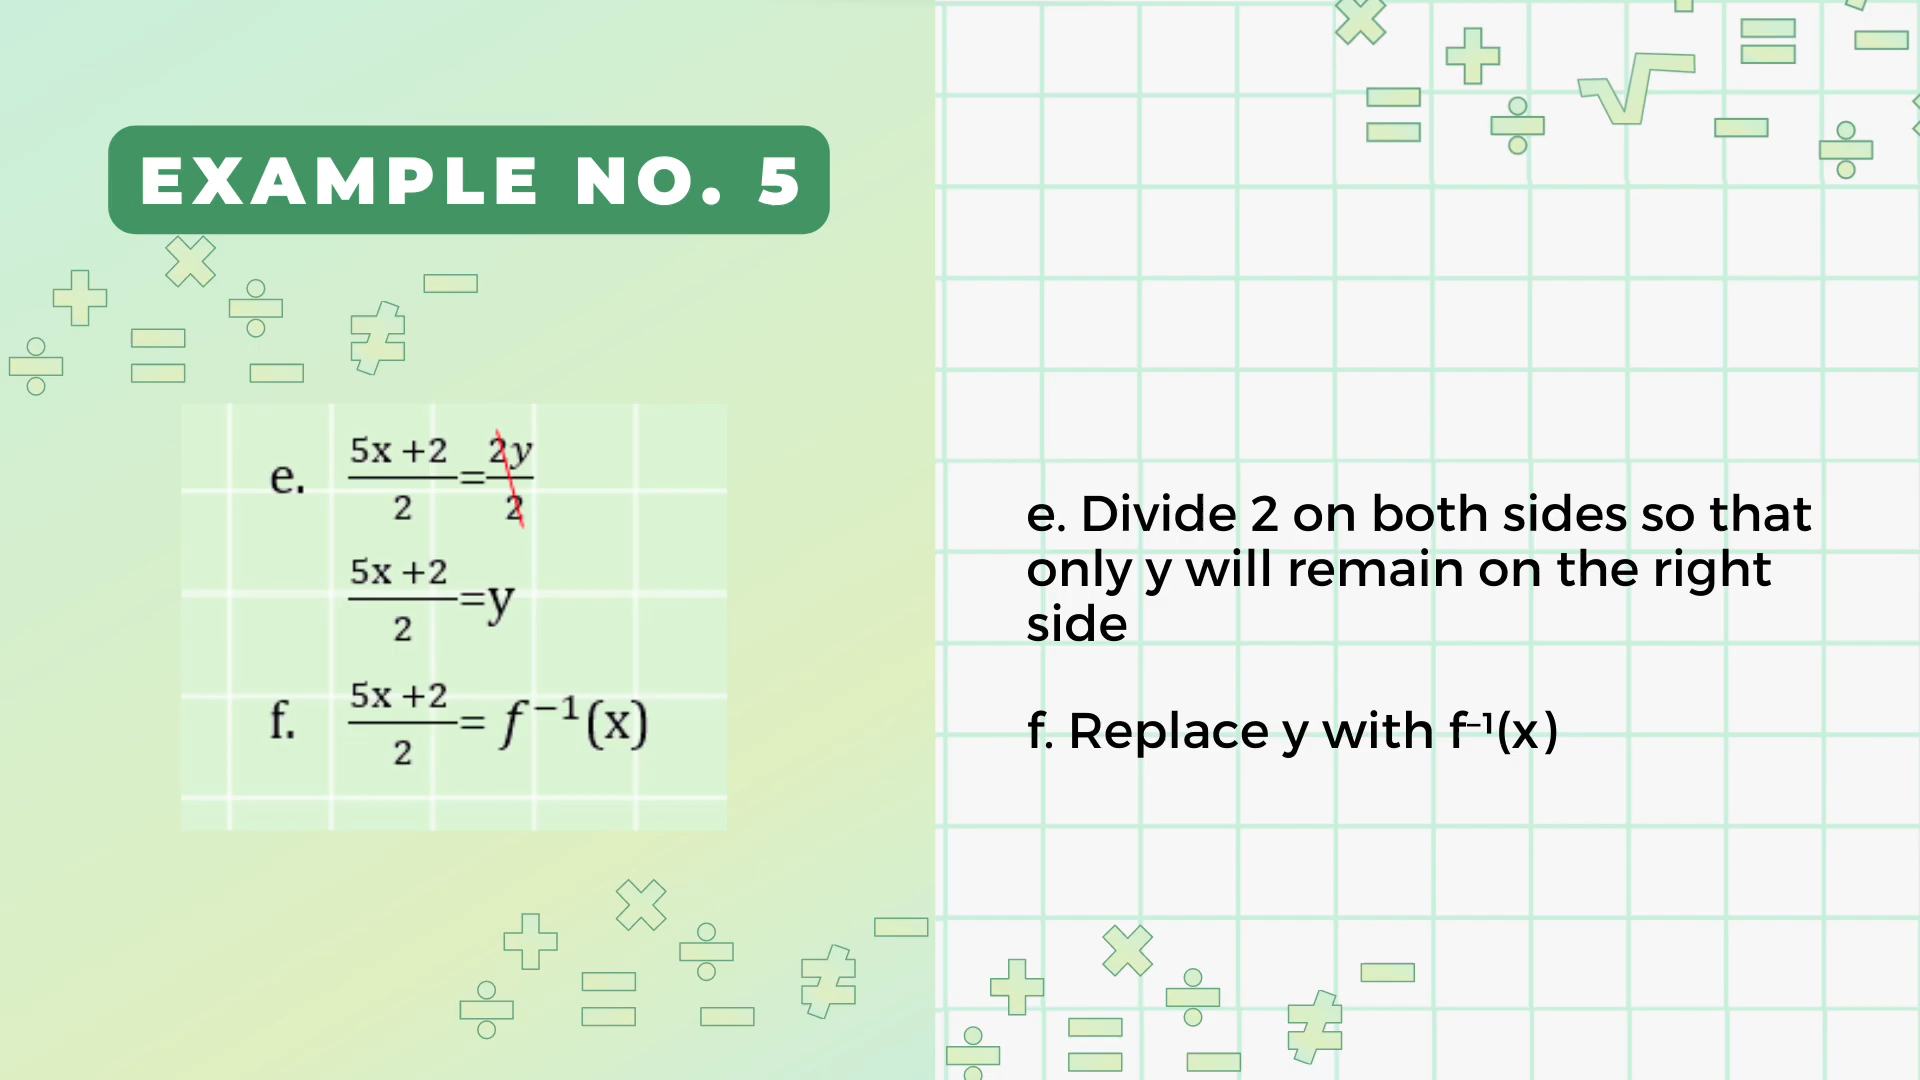 EXAMPLE NO. 5
e. (5x +2)/2 = 2y/2
(5x +2)/2 = y
f. (5x +2)/2 = f⁻¹(x)
e. Divide 2 on both sides so that
only y will remain on the right
side
f. Replace y with f⁻¹(x)